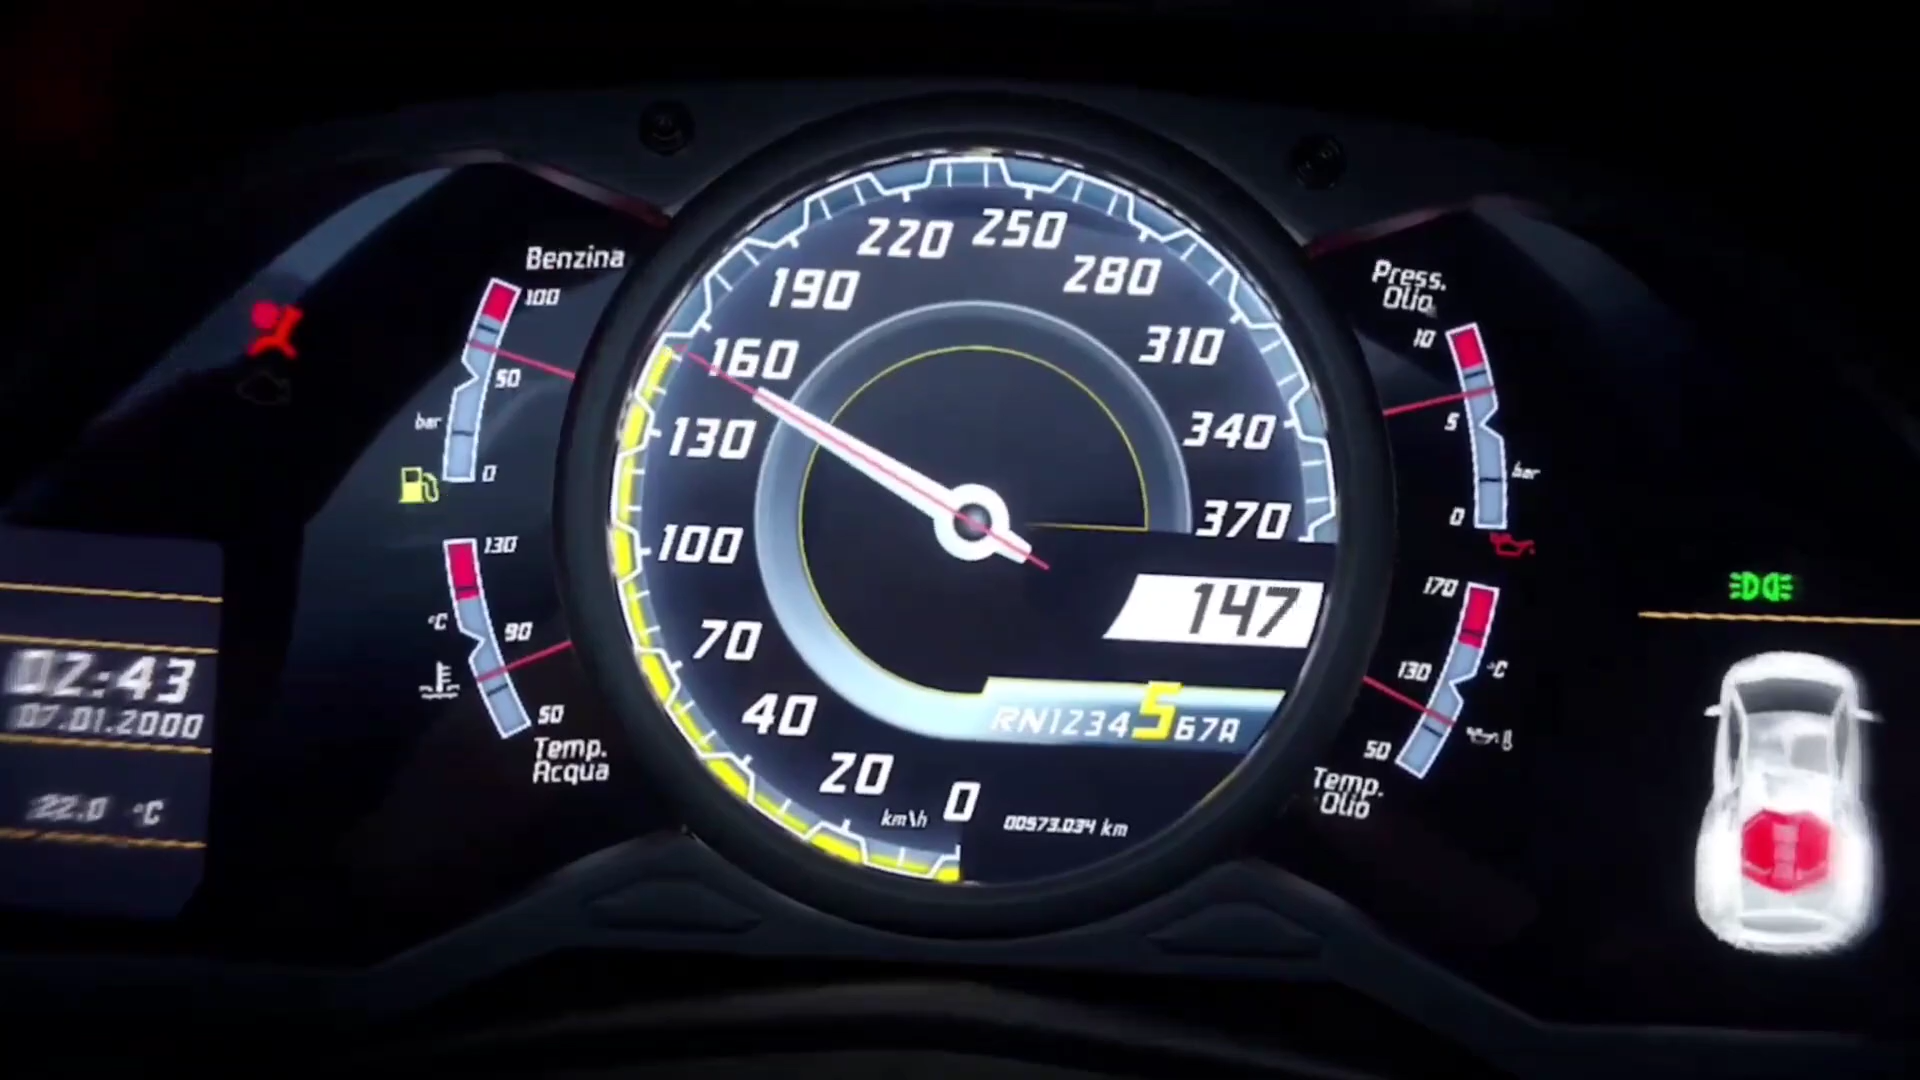 Benzina
100
50
bar
0
130
°C
90
50
Temp.
Acqua
02:43
07.01.2000
22.0 °C
220
250
190
280
160
310
130
340
100
370
70
40
20
0
km\h
147
RN1234567A
00573.034 km
Press.
Olio
10
5
bar
0
170
130
°C
50
Temp.
Olio